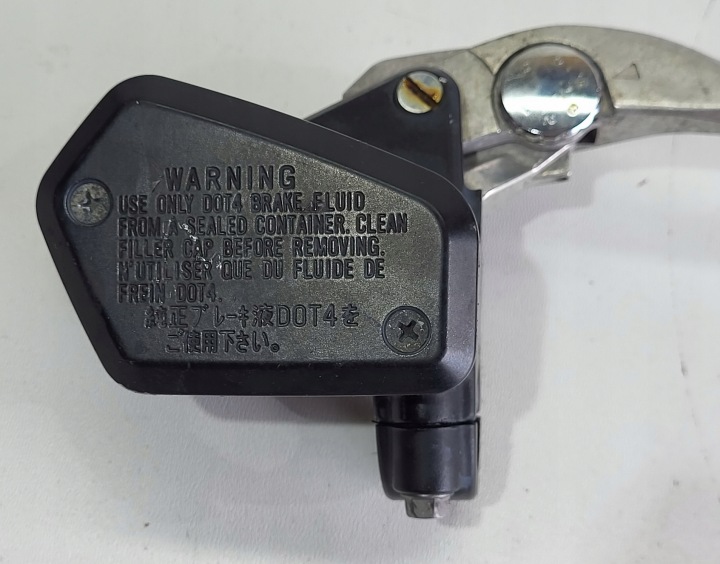 WARNING
USE ONLY DOT4 BRAKE FLUID
FROM A SEALED CONTAINER. CLEAN
FILLER CAP BEFORE REMOVING.
N'UTILISER QUE DU FLUIDE DE
FREIN DOT4.
純正ブレーキ液DOT4を
ご使用下さい。